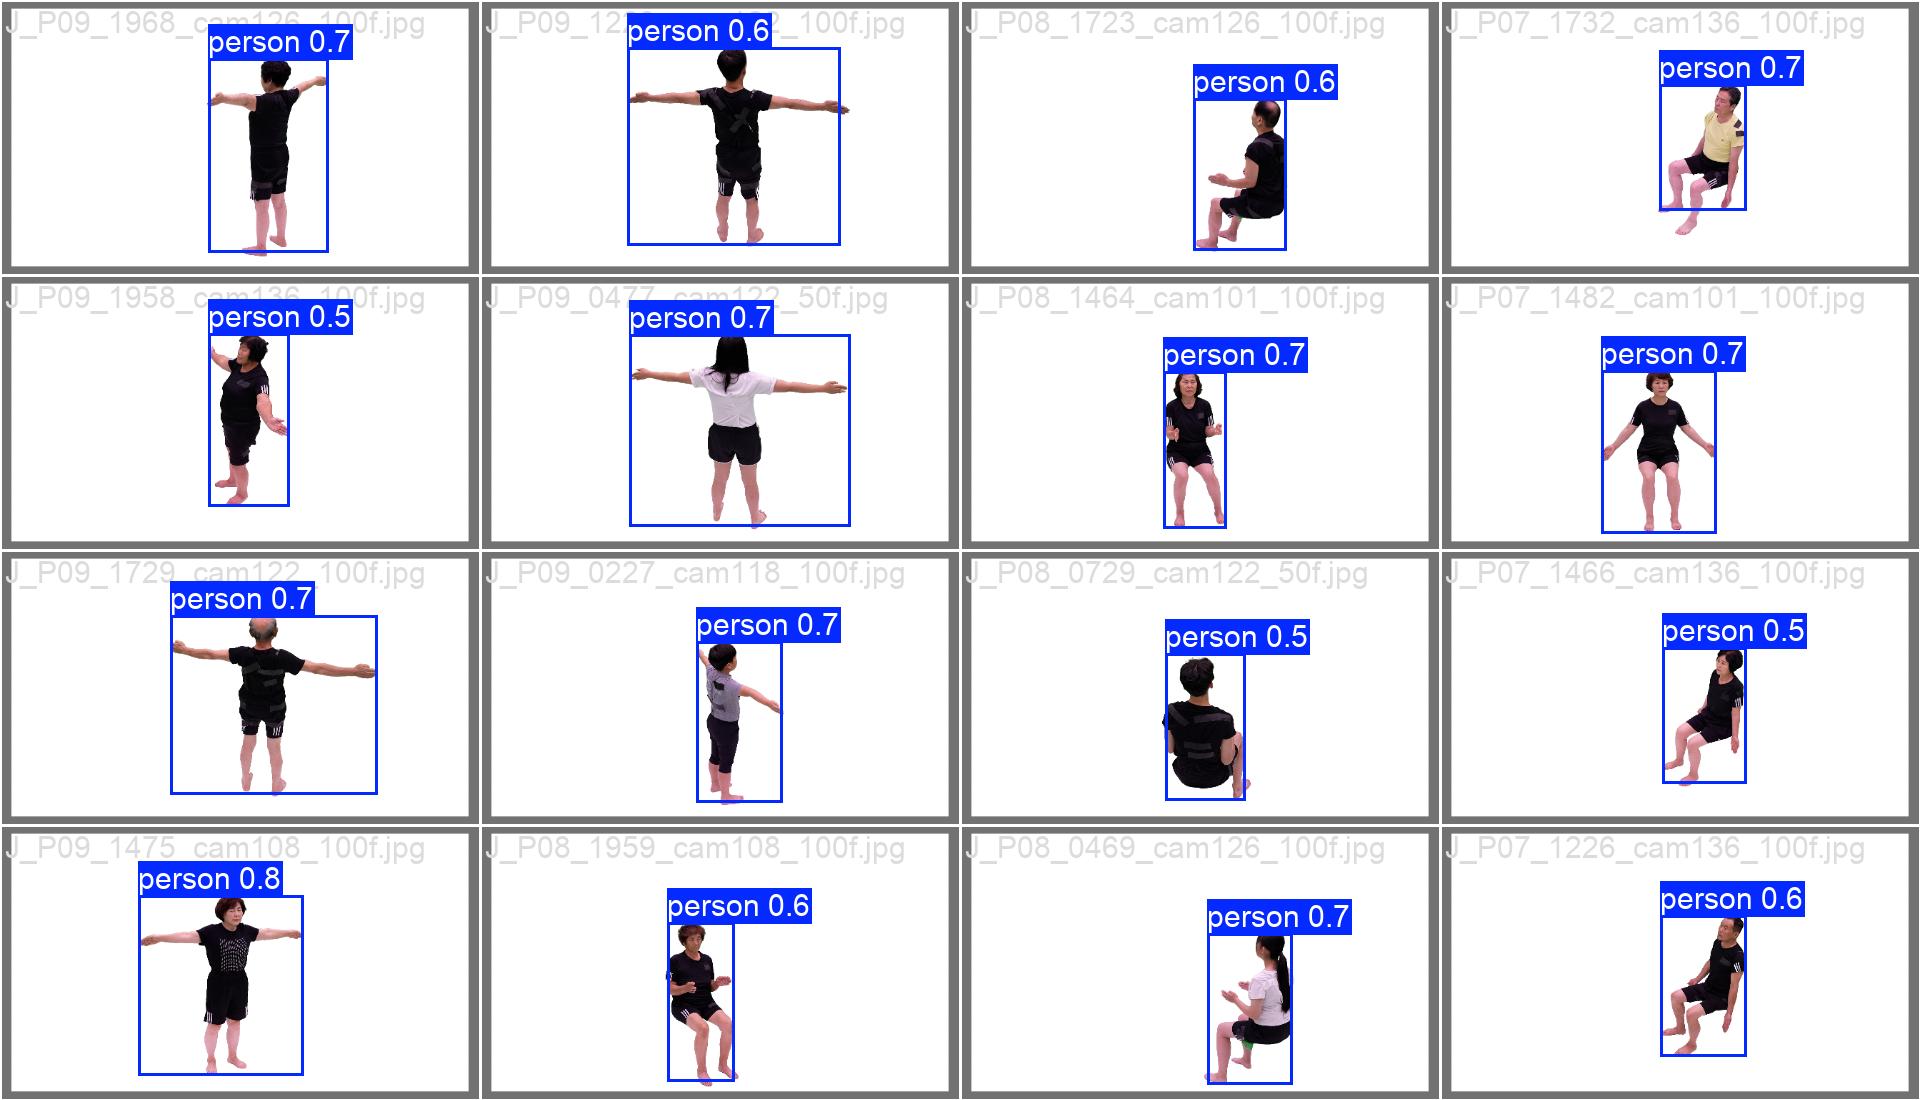 J_P09_1968_cam126_100f.jpg
person 0.7
person 0.6
J_P08_1723_cam126_100f.jpg
person 0.6
J_P07_1732_cam136_100f.jpg
person 0.7
J_P09_1958_cam136_100f.jpg
person 0.5
J_P09_0477_cam122_50f.jpg
person 0.7
J_P08_1464_cam101_100f.jpg
person 0.7
J_P07_1482_cam101_100f.jpg
person 0.7
J_P09_1729_cam122_100f.jpg
person 0.7
J_P09_0227_cam118_100f.jpg
person 0.7
J_P08_0729_cam122_50f.jpg
person 0.5
J_P07_1466_cam136_100f.jpg
person 0.5
J_P09_1475_cam108_100f.jpg
person 0.8
J_P08_1959_cam108_100f.jpg
person 0.6
J_P08_0469_cam126_100f.jpg
person 0.7
J_P07_1226_cam136_100f.jpg
person 0.6